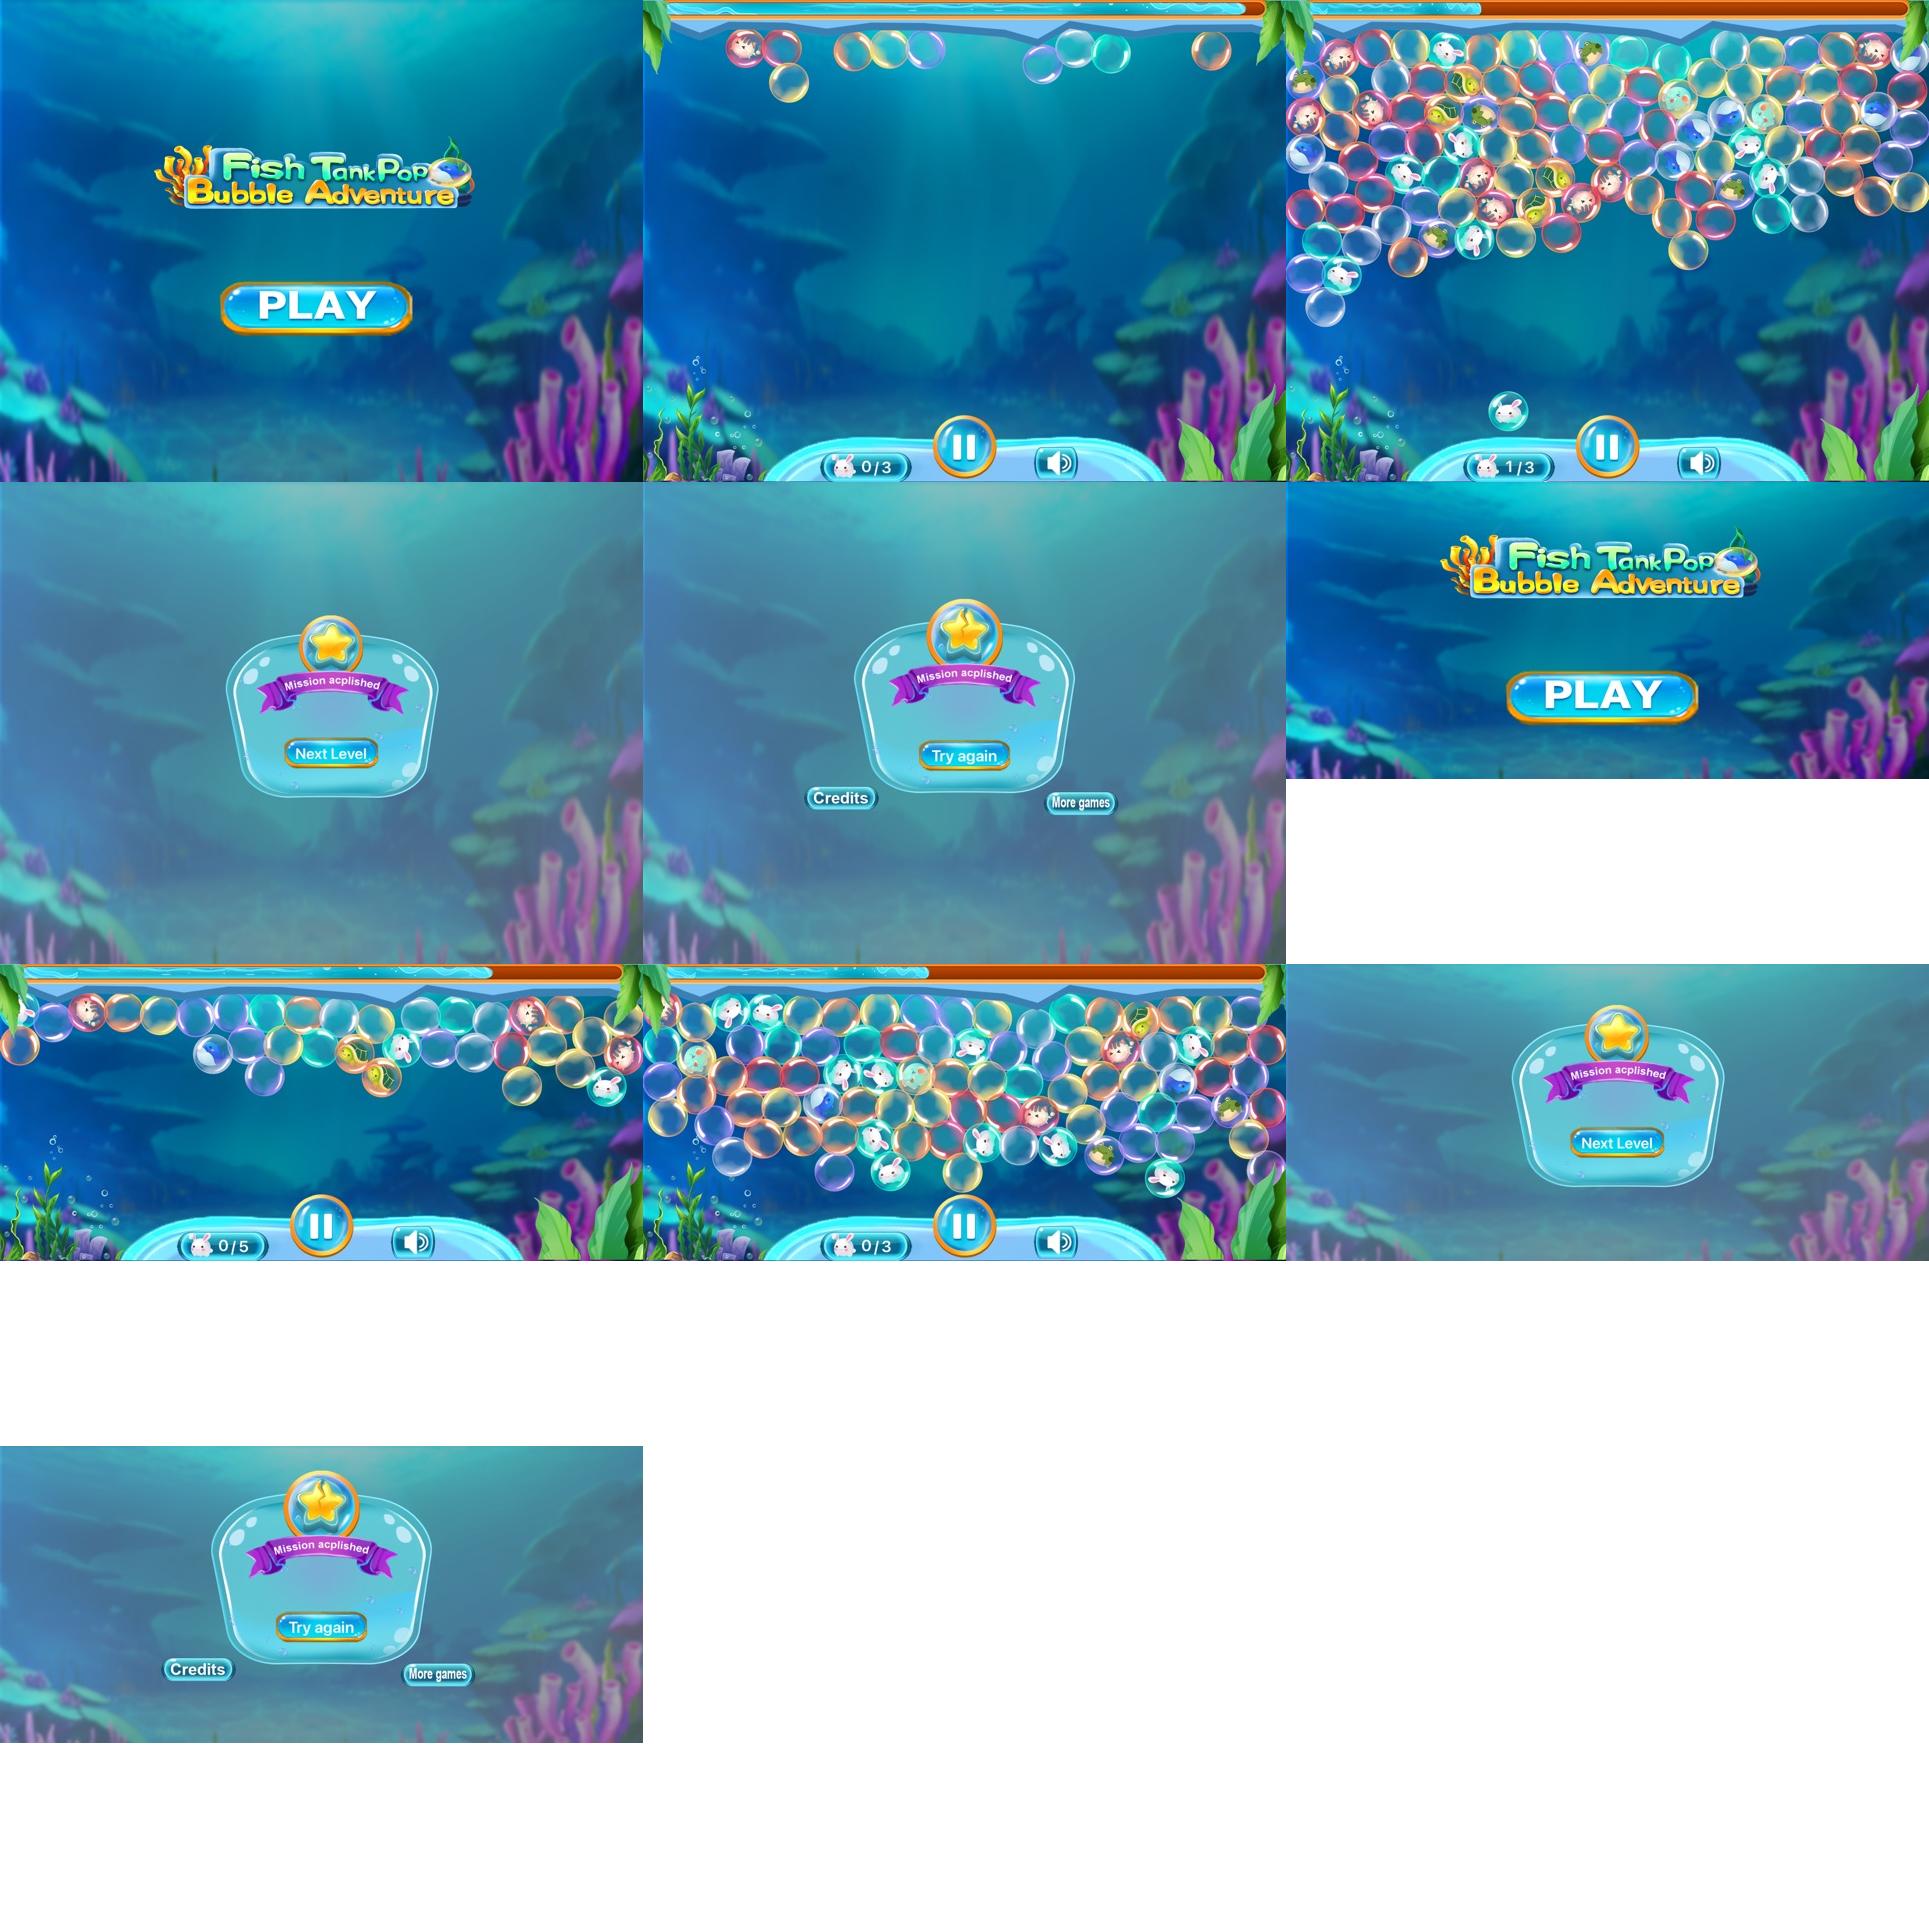 Fish Tank Pop
Bubble Adventure
PLAY
0/3
1/3
Mission acplished
Next Level
Mission acplished
Try again
Credits
More games
Fish Tank Pop
Bubble Adventure
PLAY
0/5
0/3
Mission acplished
Next Level
Mission acplished
Try again
Credits
More games